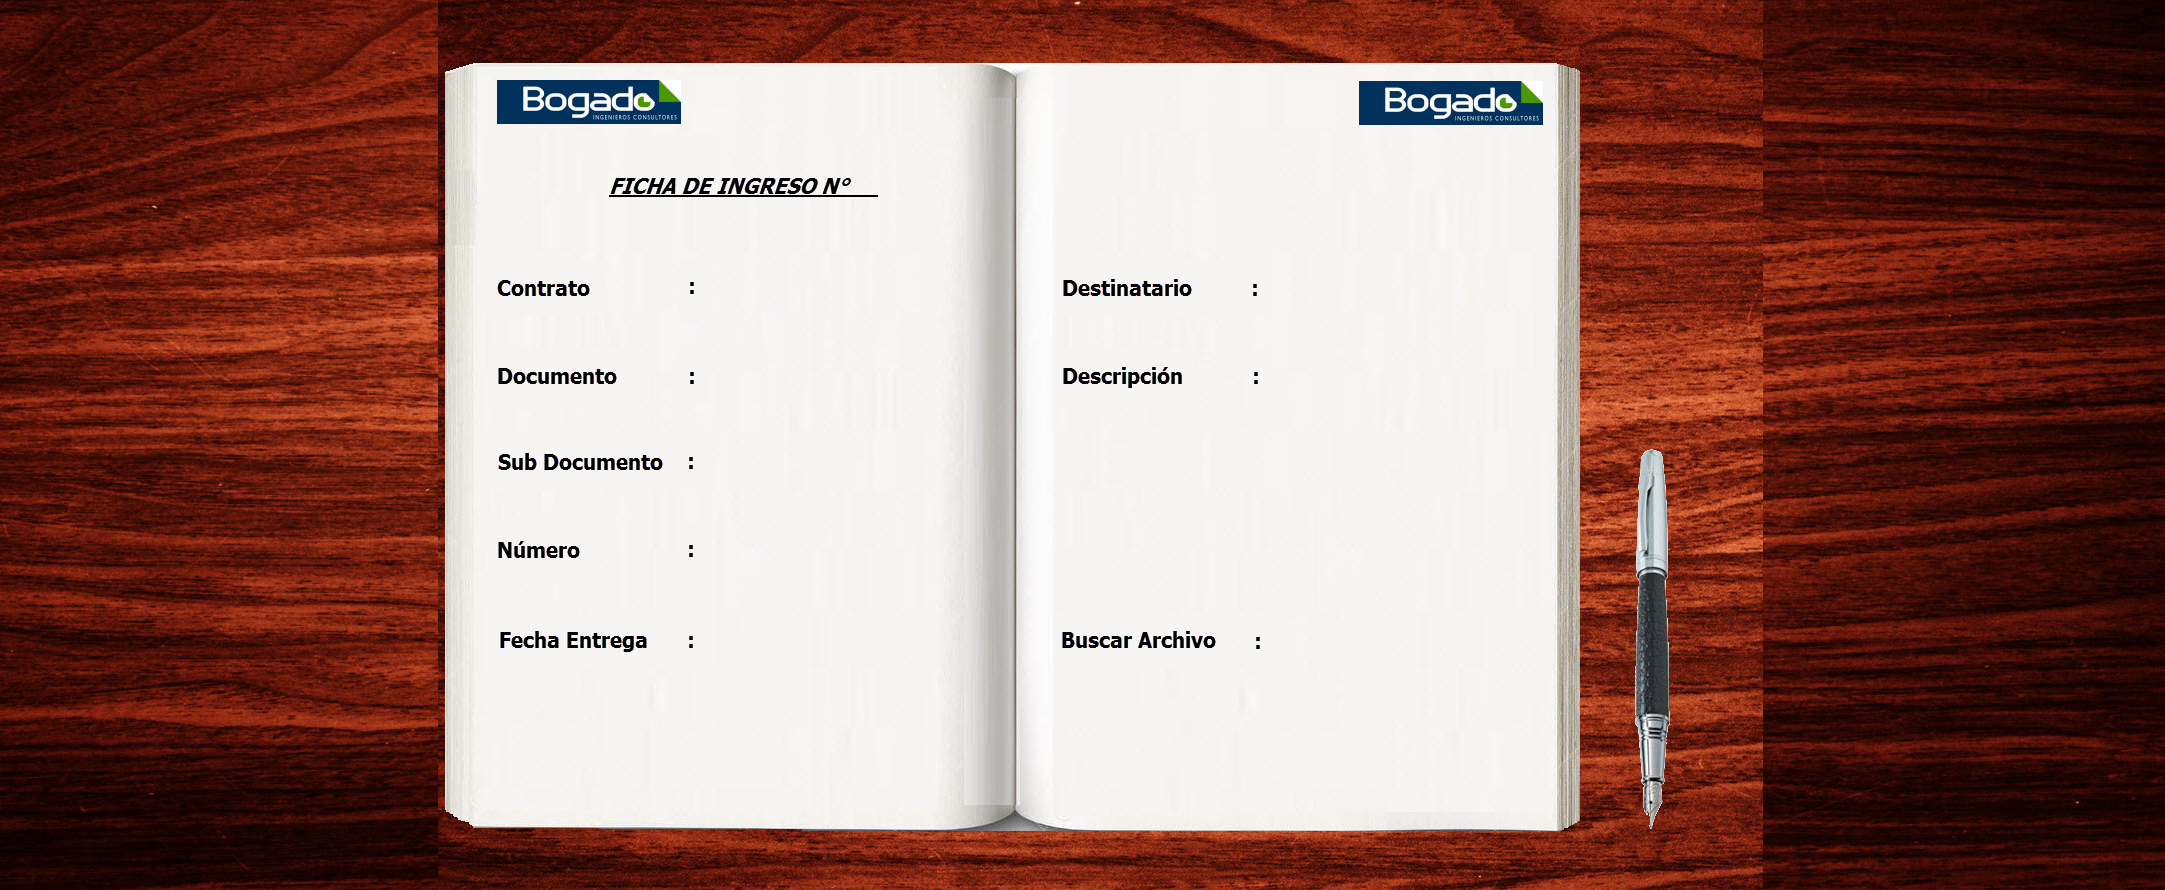 Bogado
INGENIEROS CONSULTORES
FICHA DE INGRESO N°
Contrato :
Documento :
Sub Documento :
Número :
Fecha Entrega :
Bogado
INGENIEROS CONSULTORES
Destinatario :
Descripción :
Buscar Archivo :